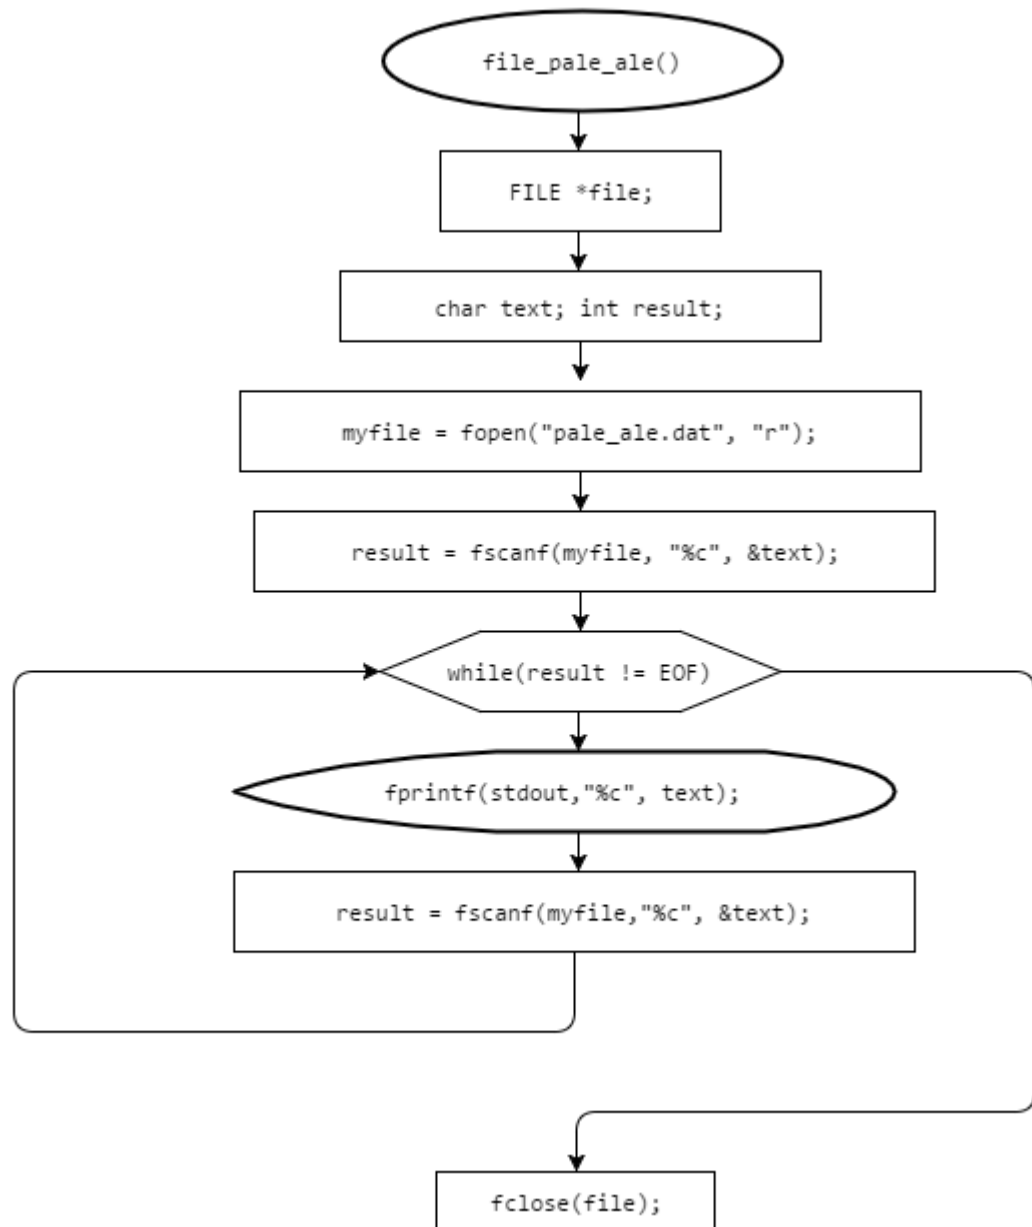 file_pale_ale()
FILE *file;
char text; int result;
myfile = fopen("pale_ale.dat", "r");
result = fscanf(myfile, "%c", &text);
while(result != EOF)
fprintf(stdout,"%c", text);
result = fscanf(myfile,"%c", &text);
fclose(file);